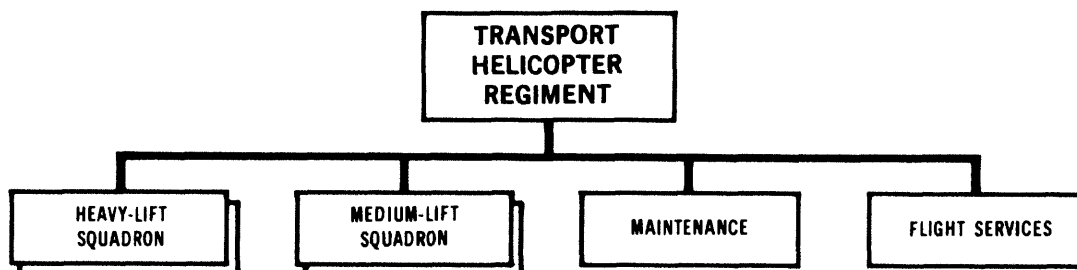 TRANSPORT
HELICOPTER
REGIMENT
HEAVY-LIFT
SQUADRON
MEDIUM-LIFT
SQUADRON
MAINTENANCE
FLIGHT SERVICES